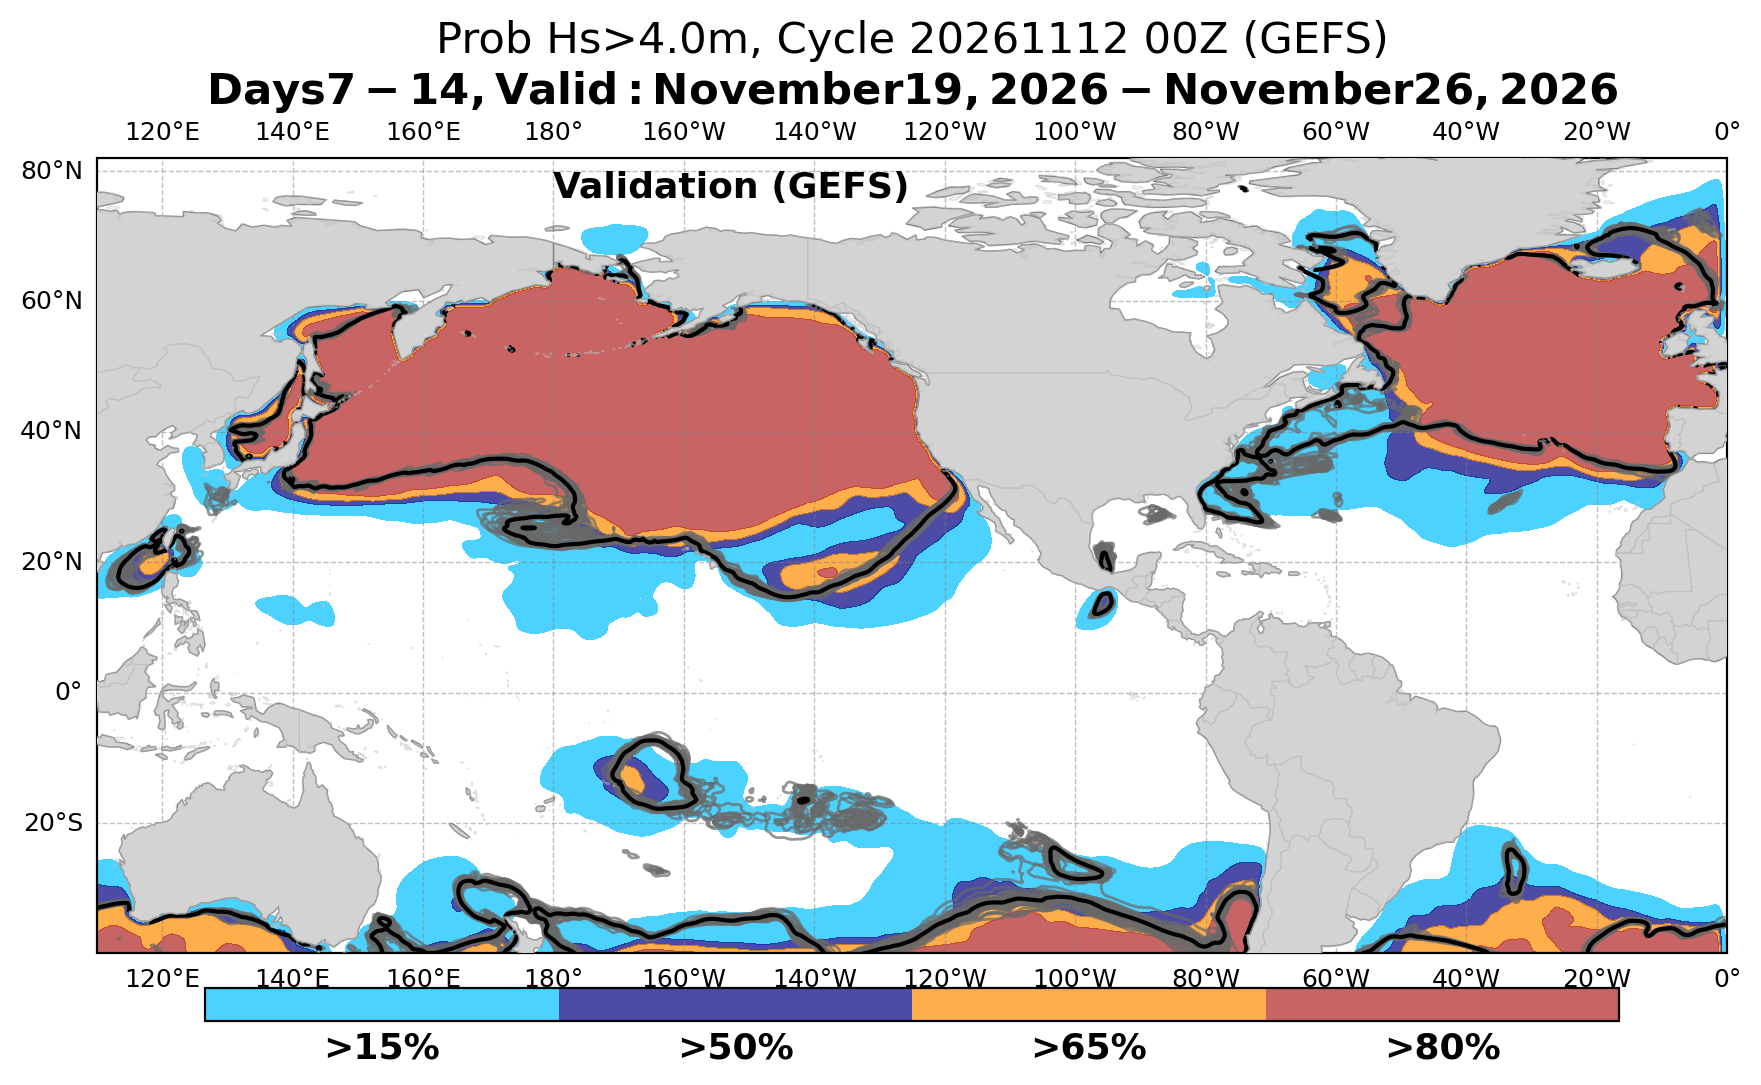 Prob Hs>4.0m, Cycle 20261112 00Z (GEFS)
Days7 − 14, Valid : November19, 2026 − November26, 2026
120°E 140°E 160°E 180° 160°W 140°W 120°W 100°W 80°W 60°W 40°W 20°W 0°
80°N
Validation (GEFS)
60°N
40°N
20°N
0°
20°S
120°E 140°E 160°E 180° 160°W 140°W 120°W 100°W 80°W 60°W 40°W 20°W 0°
>15% >50% >65% >80%